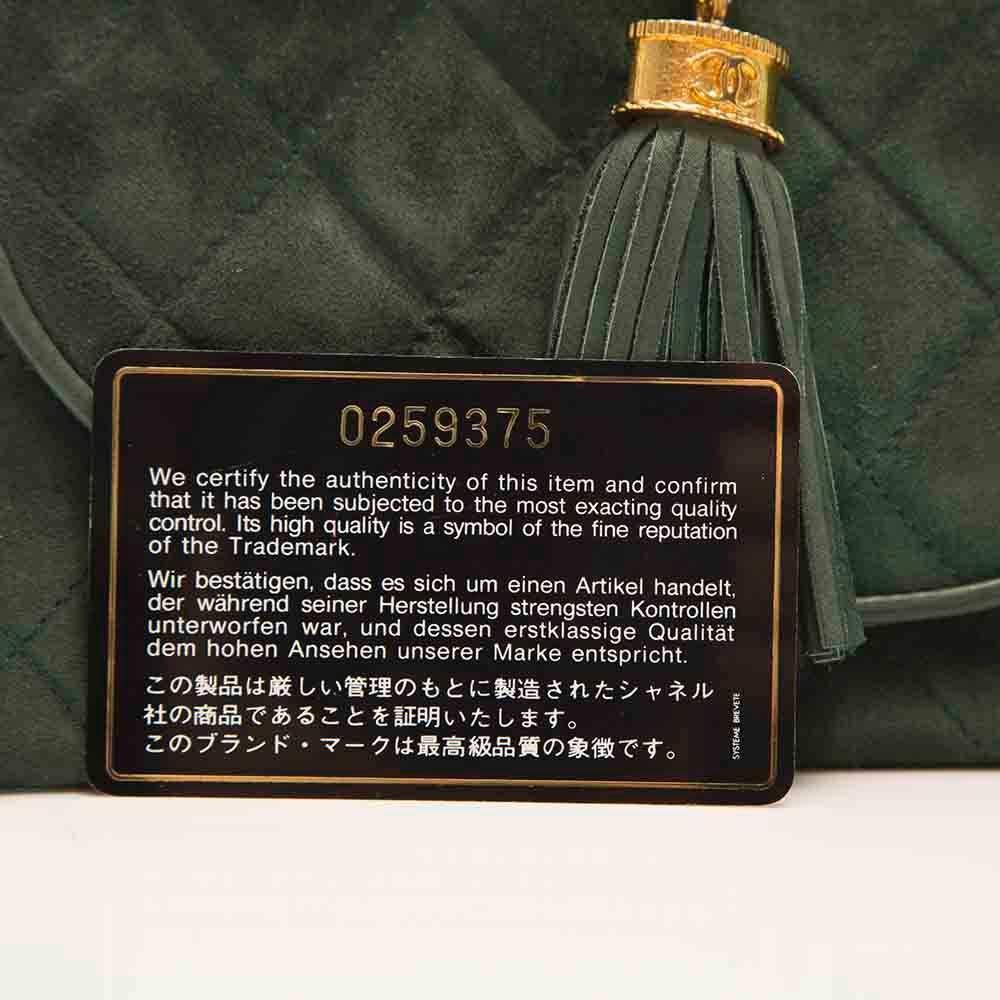 0259375
We certify the authenticity of this item and confirm
that it has been subjected to the most exacting quality
control. Its high quality is a symbol of the fine reputation
of the Trademark.
Wir bestätigen, dass es sich um einen Artikel handelt,
der während seiner Herstellung strengsten Kontrollen
unterworfen war, und dessen erstklassige Qualität
dem hohen Ansehen unserer Marke entspricht.
この製品は厳しい管理のもとに製造されたシャネル
社の商品であることを証明いたします。
このブランド・マークは最高級品質の象徴です。
SYSTEME BREVETE